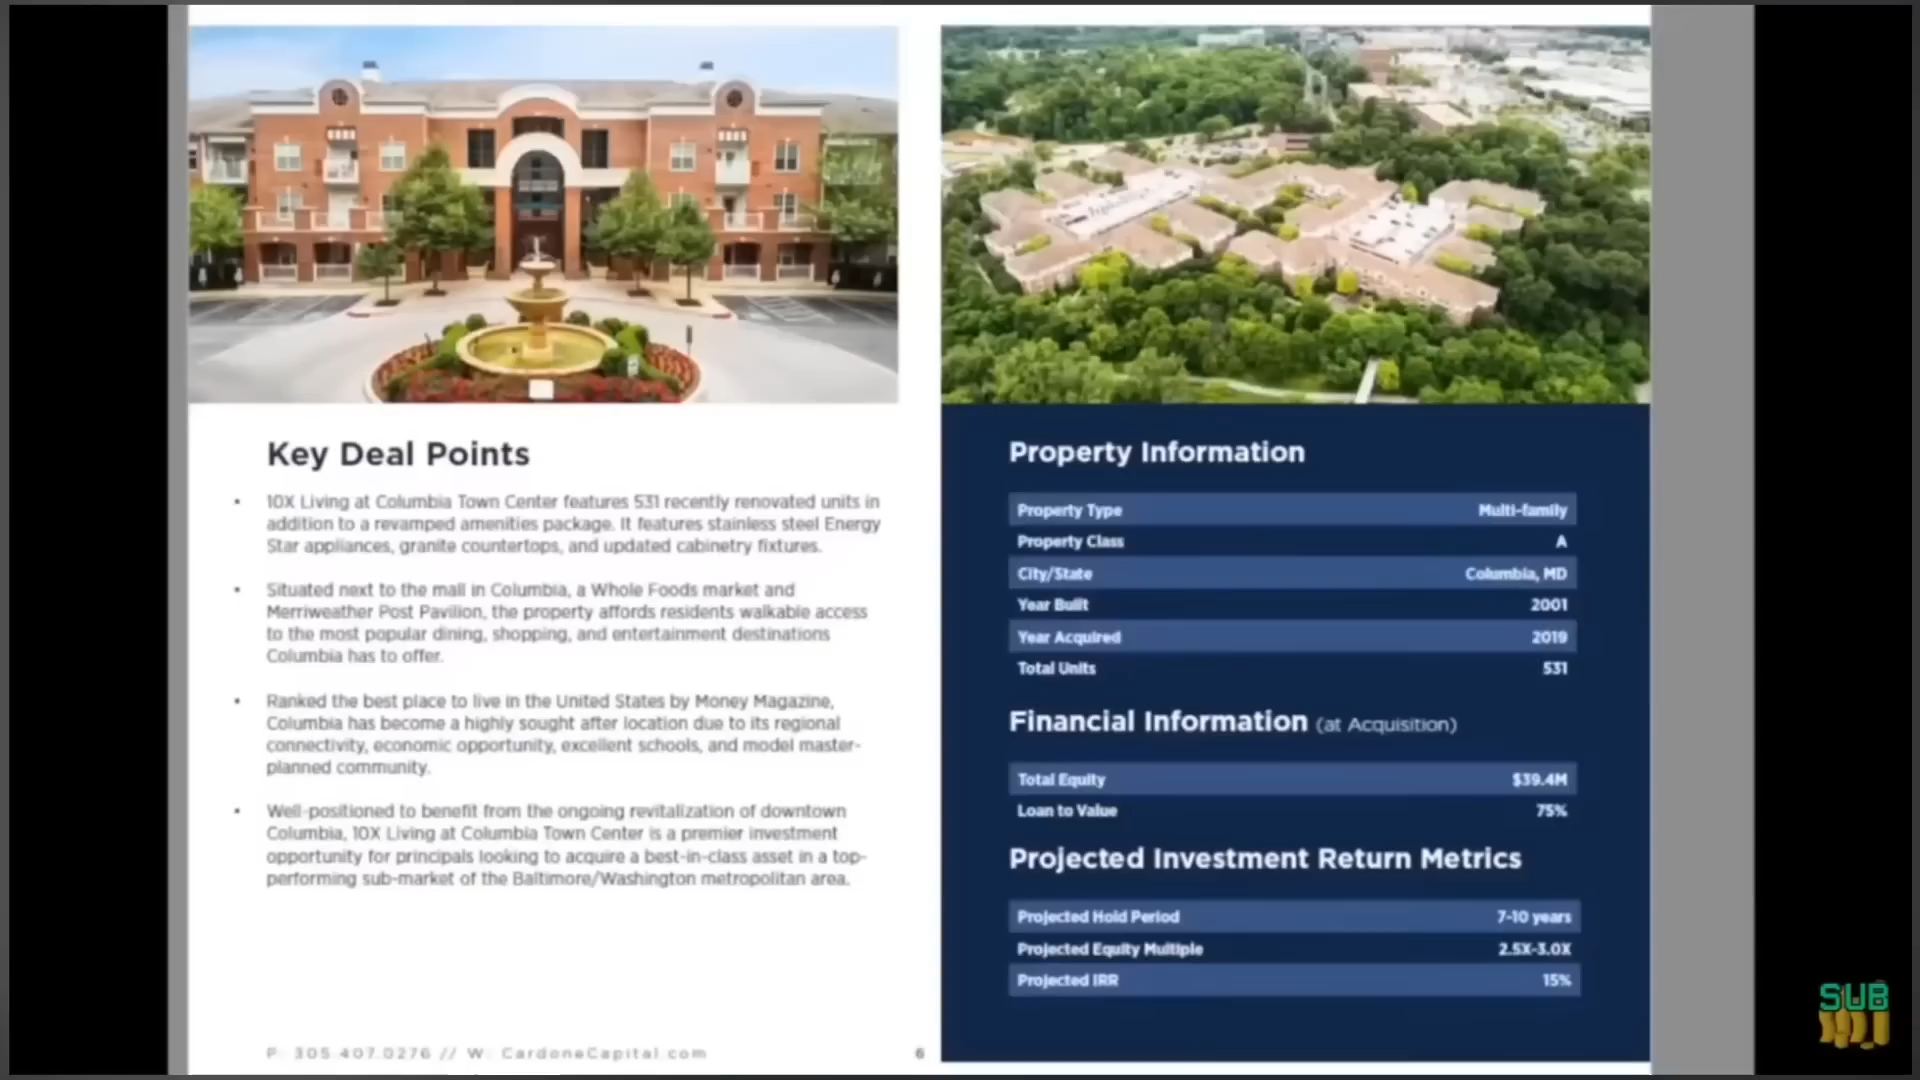 Key Deal Points
• 10X Living at Columbia Town Center features 531 recently renovated units in
addition to a revamped amenities package. It features stainless steel Energy
Star appliances, granite countertops, and updated cabinetry fixtures.
• Situated next to the mall in Columbia, a Whole Foods market and
Merriweather Post Pavilion, the property affords residents walkable access
to the most popular dining, shopping, and entertainment destinations
Columbia has to offer.
• Ranked the best place to live in the United States by Money Magazine,
Columbia has become a highly sought after location due to its regional
connectivity, economic opportunity, excellent schools, and model master-
planned community.
• Well-positioned to benefit from the ongoing revitalization of downtown
Columbia, 10X Living at Columbia Town Center is a premier investment
opportunity for principals looking to acquire a best-in-class asset in a top-
performing sub-market of the Baltimore/Washington metropolitan area.
P: 305.407.0276 // W: CardoneCapital.com
6
Property Information
Property Type Multi-family
Property Class A
City/State Columbia, MD
Year Built 2001
Year Acquired 2019
Total Units 531
Financial Information (at Acquisition)
Total Equity $39.4M
Loan to Value 75%
Projected Investment Return Metrics
Projected Hold Period 7-10 years
Projected Equity Multiple 2.5X-3.0X
Projected IRR 15%
SUB